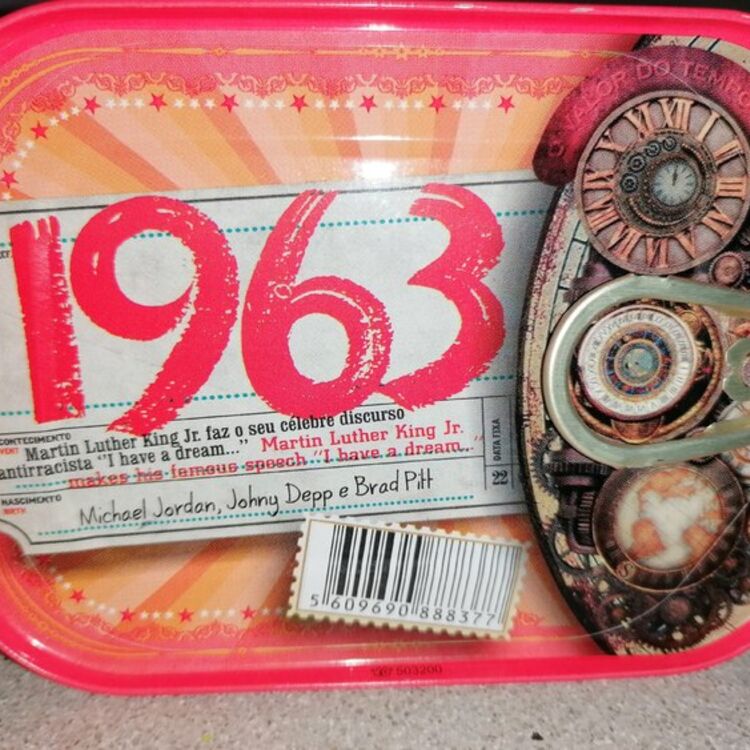 VALOR DO TEMPO
1963
CONTECIMENTO
Martin Luther King Jr. faz o seu célebre discurso
antirracista "I have a dream..." Martin Luther King Jr.
makes his famous speech "I have a dream..."
DATA FIXA
22
NASCIMENTO
BIRTH
Michael Jordan, Johny Depp e Brad Pitt
5 609690 888377
503200